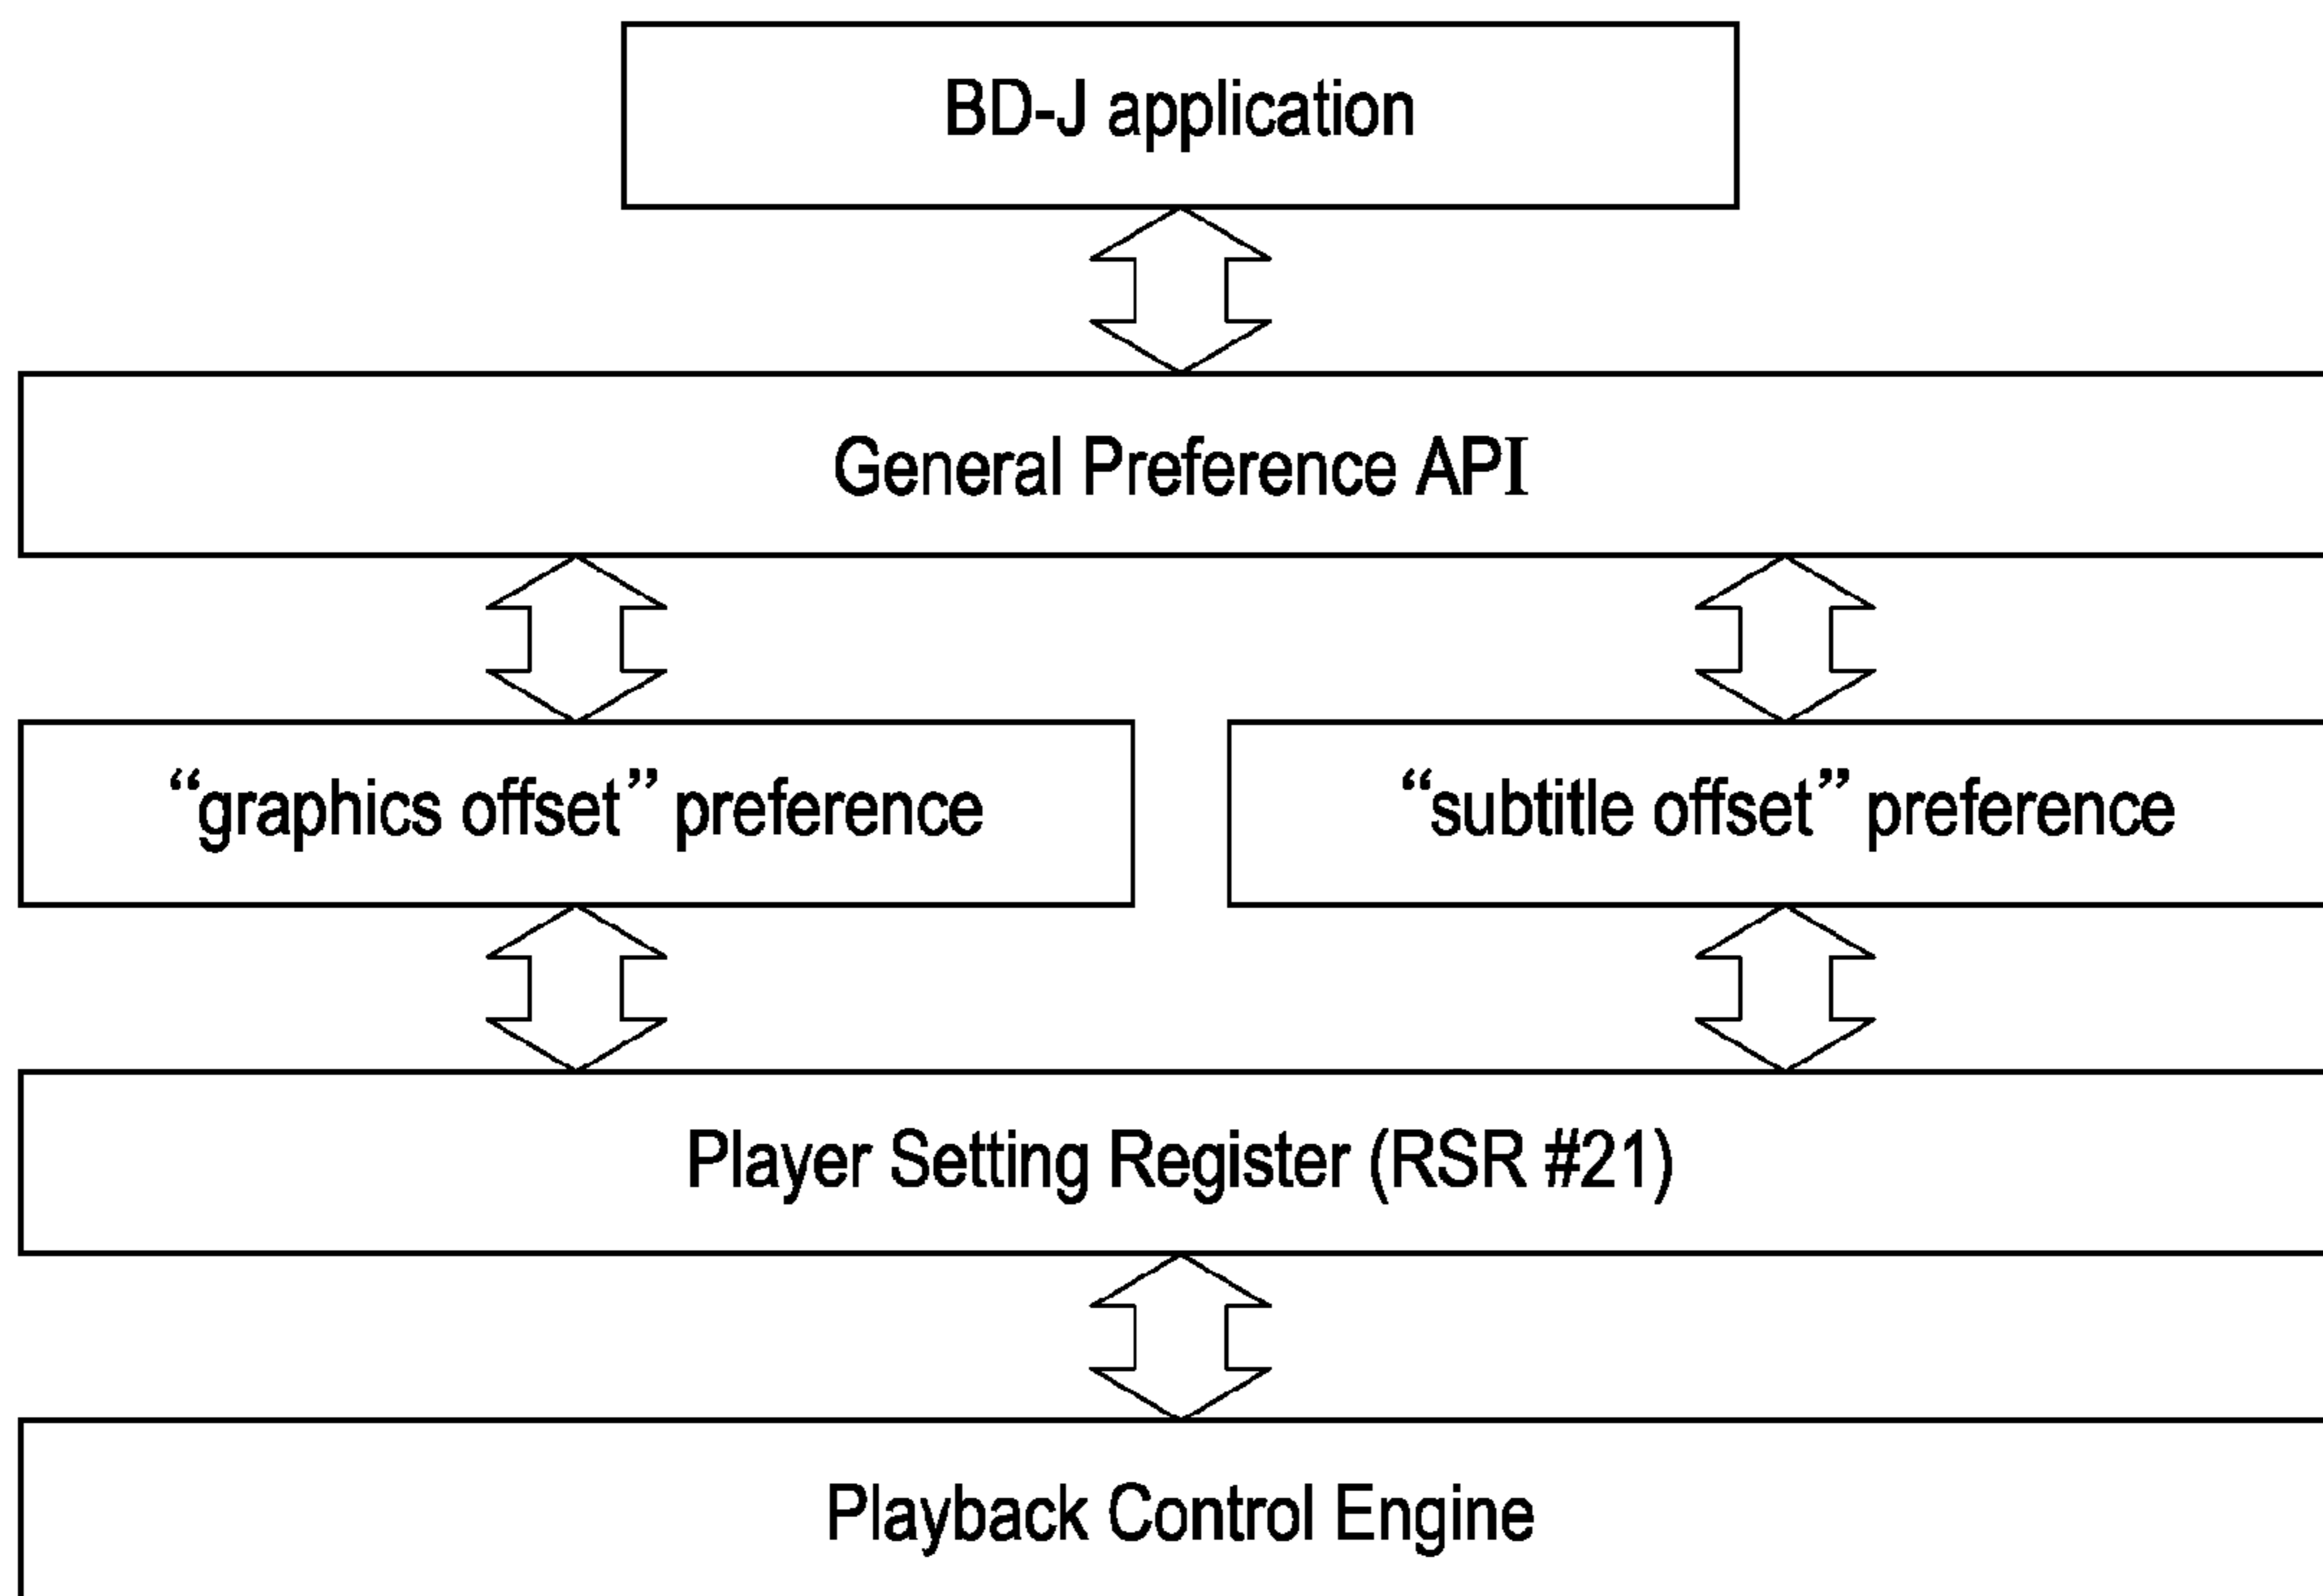 BD-J application
General Preference API
“graphics offset” preference
“subtitle offset” preference
Player Setting Register (RSR #21)
Playback Control Engine